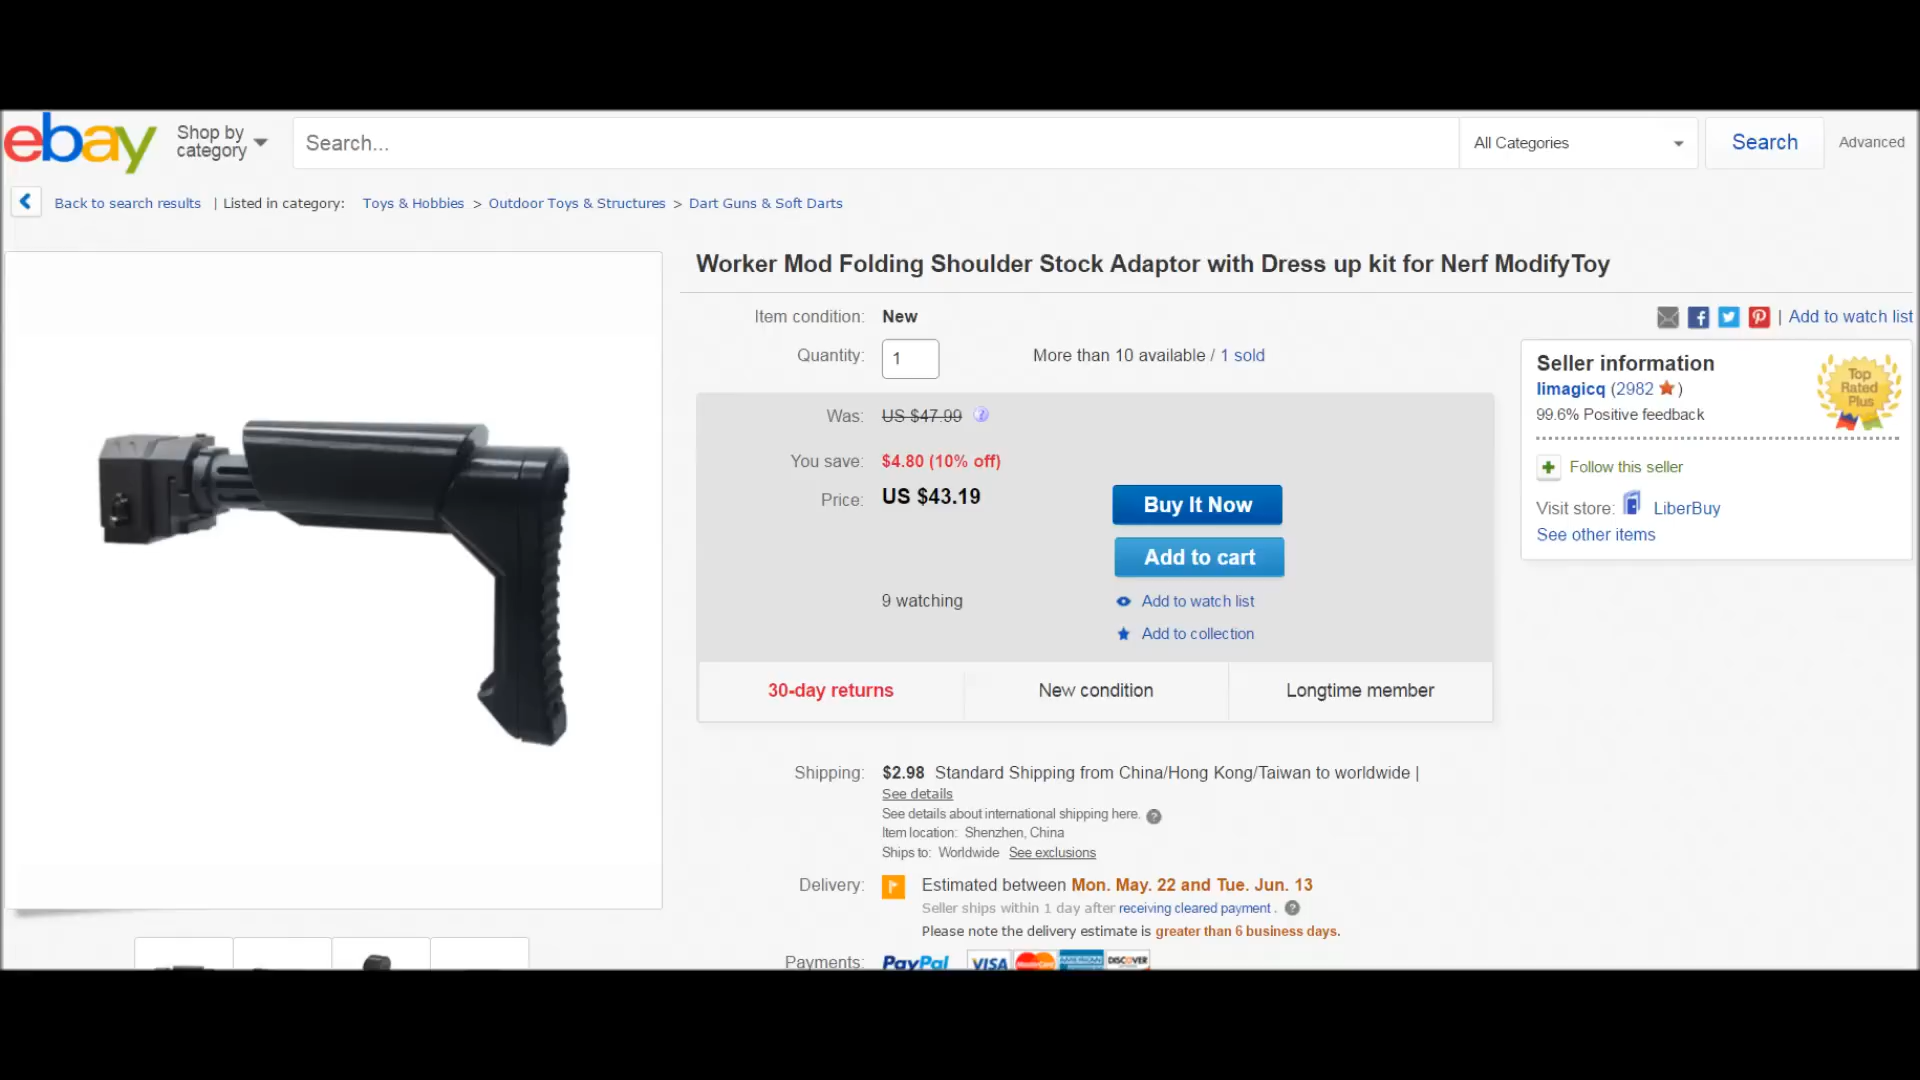 ebay
Shop by
category
Search...
All Categories
Search
Advanced
Back to search results | Listed in category: Toys & Hobbies > Outdoor Toys & Structures > Dart Guns & Soft Darts
Worker Mod Folding Shoulder Stock Adaptor with Dress up kit for Nerf ModifyToy
Item condition: New
| Add to watch list
Quantity: 1 More than 10 available / 1 sold
Seller information
limagicq (2982 )
99.6% Positive feedback
Top
Rated
Plus
Follow this seller
Visit store: LiberBuy
See other items
Was: US $47.99
You save: $4.80 (10% off)
Price: US $43.19
Buy It Now
Add to cart
9 watching
Add to watch list
Add to collection
30-day returns
New condition
Longtime member
Shipping: $2.98 Standard Shipping from China/Hong Kong/Taiwan to worldwide |
See details
See details about international shipping here.
Item location: Shenzhen, China
Ships to: Worldwide See exclusions
Delivery: Estimated between Mon. May. 22 and Tue. Jun. 13
Seller ships within 1 day after receiving cleared payment .
Please note the delivery estimate is greater than 6 business days.
Payments: PayPal VISA MasterCard AMERICAN DISCOVER